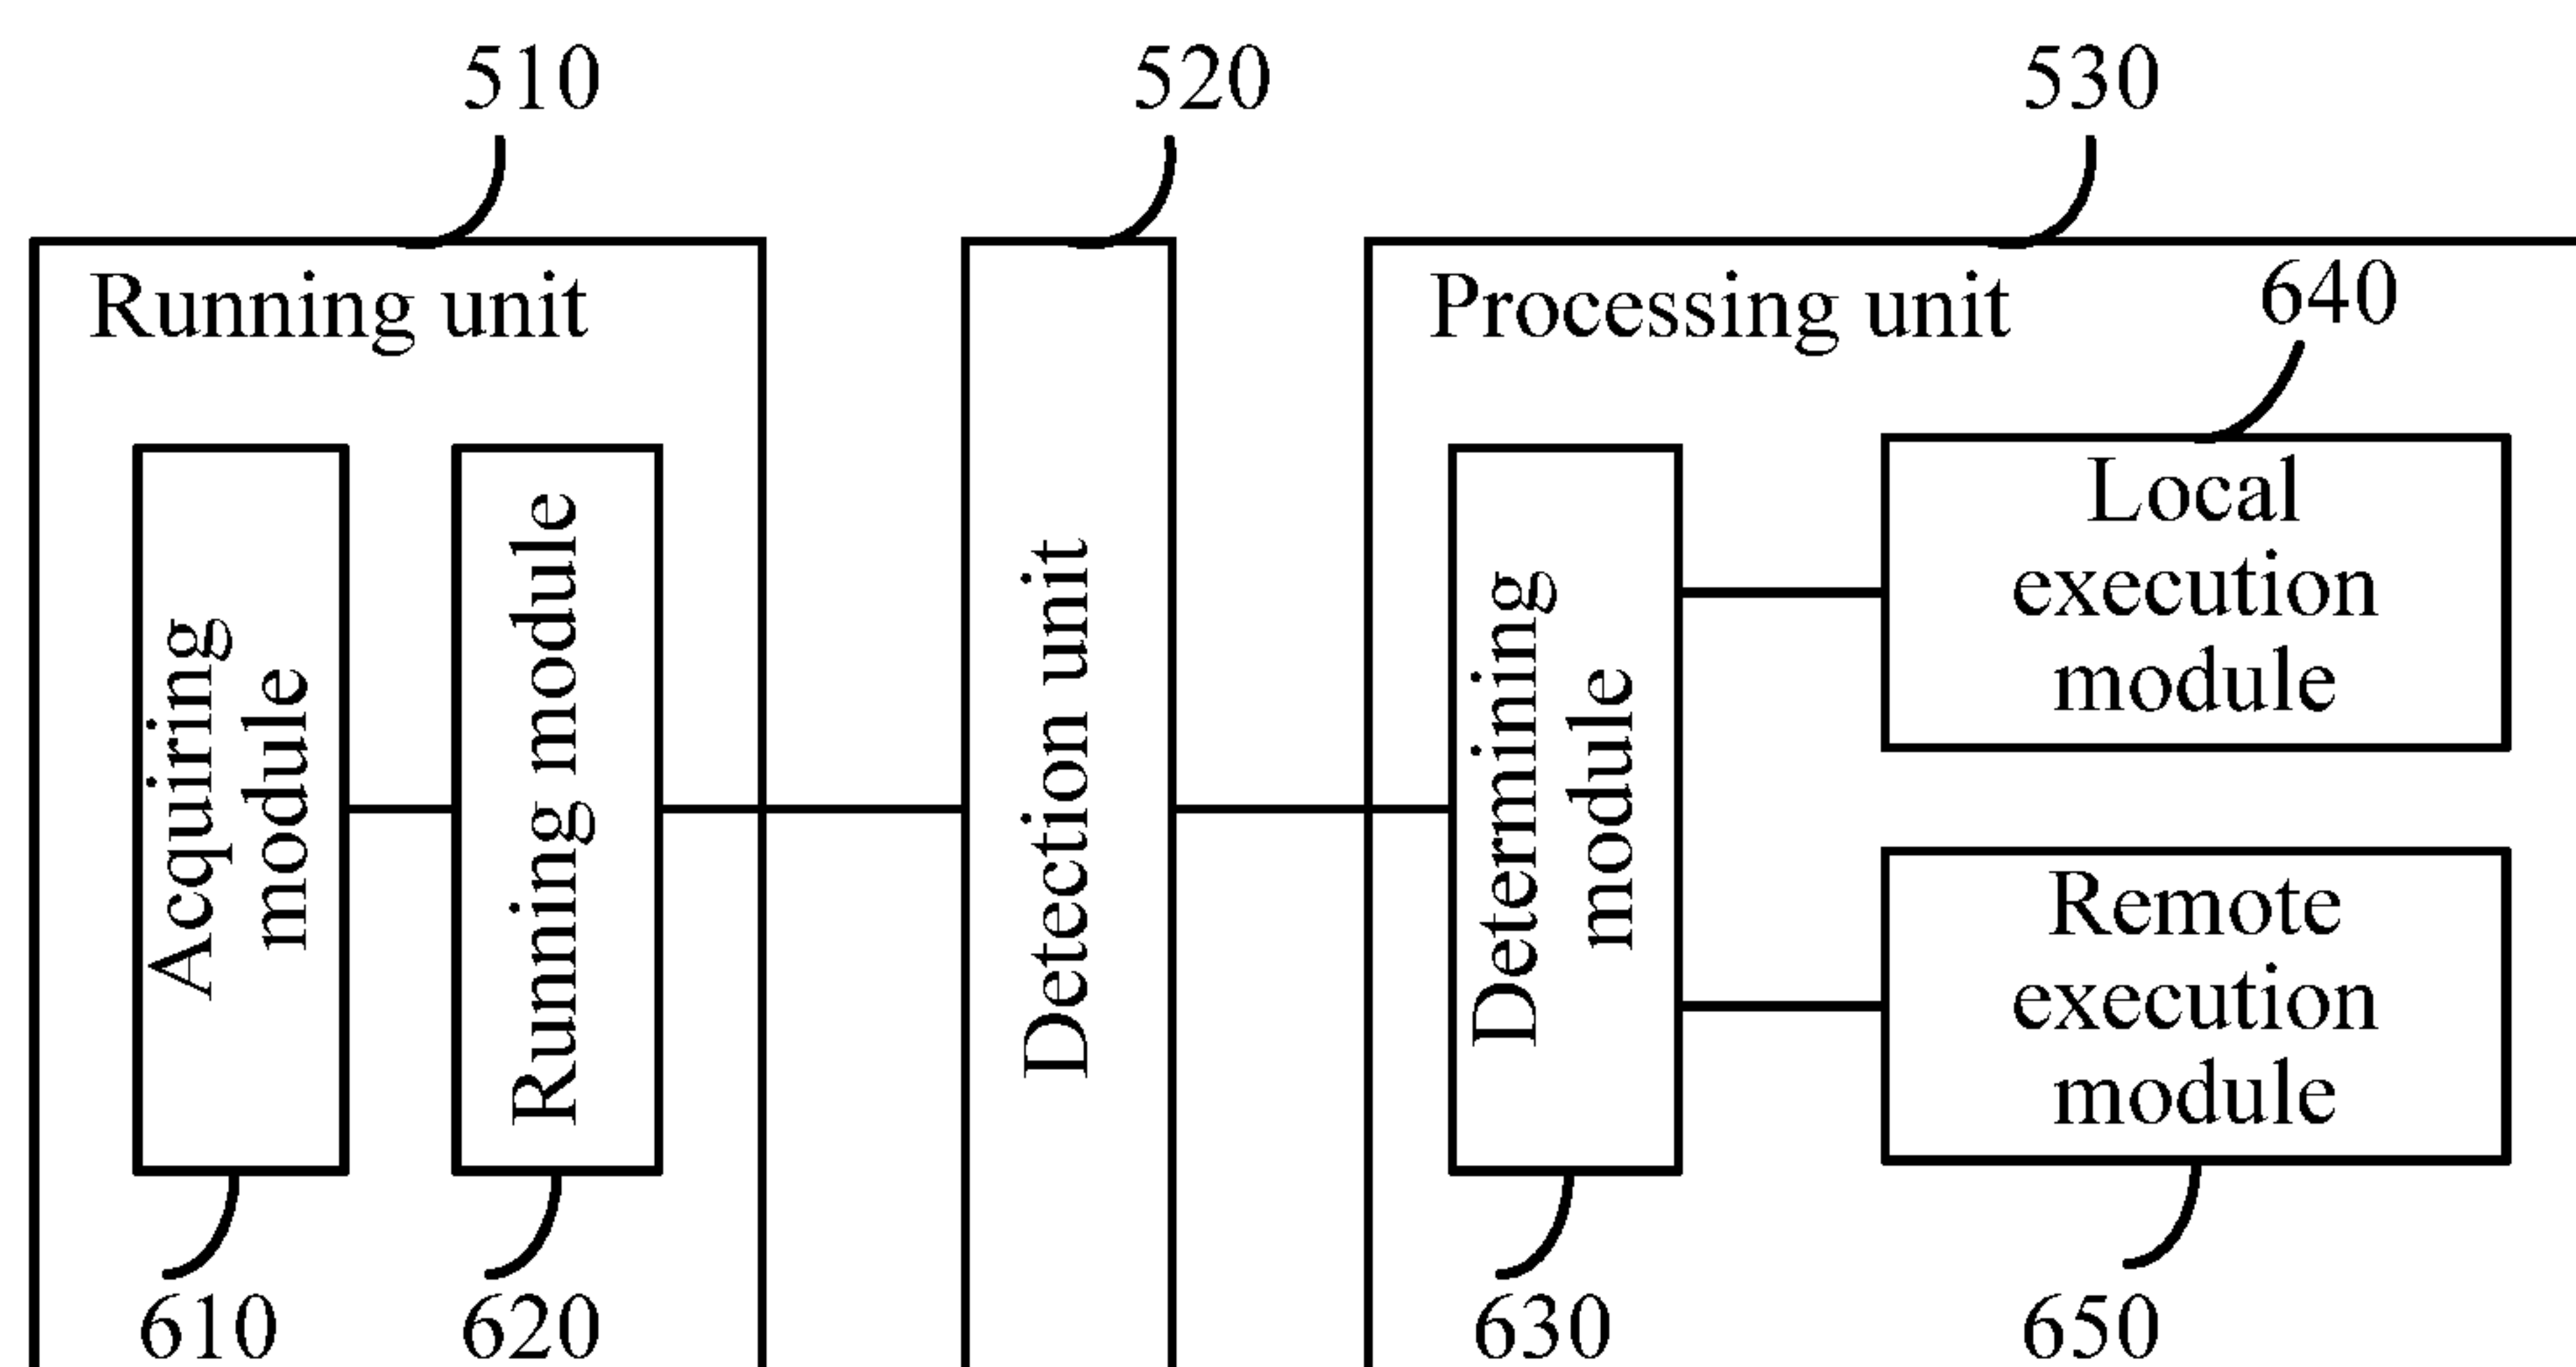 510
520
530
Running unit
Processing unit
640
Acquiring
module
Running module
Detection unit
Determining
module
Local
execution
module
Remote
execution
module
610
620
630
650